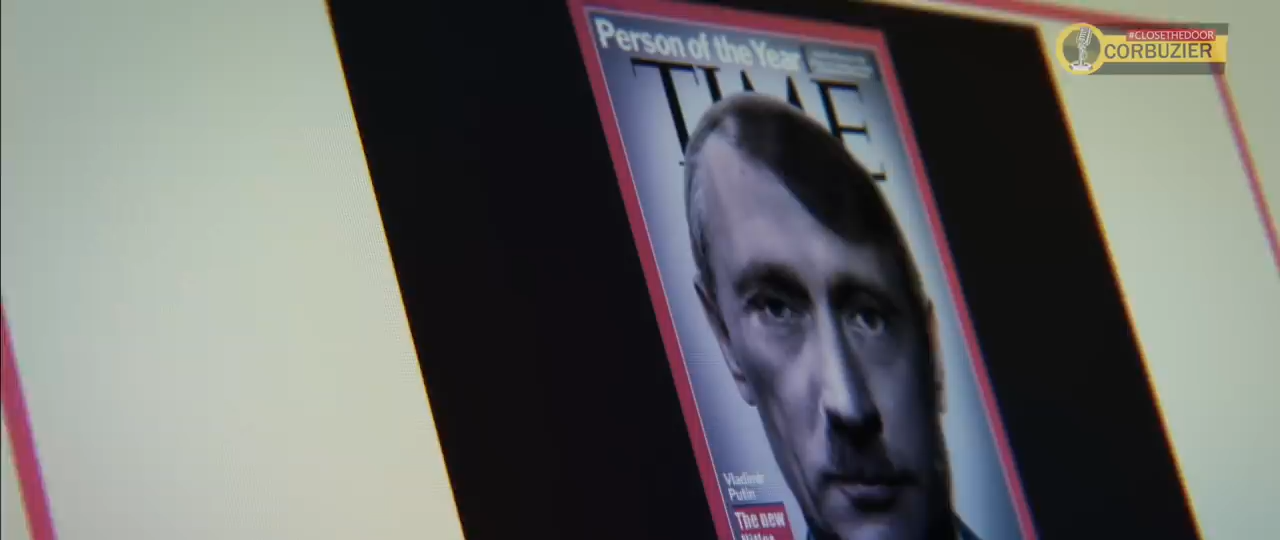 Person of the Year
TIME
Vladimir
Putin
The new
#CLOSETHEDOOR
CORBUZIER